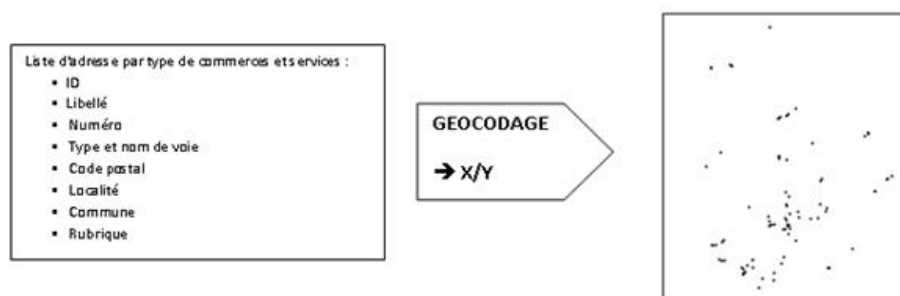 Liste d'adresse par type de commerces et services :
▪ ID
▪ Libellé
▪ Numéro
▪ Type et nom de voie
▪ Code postal
▪ Localité
▪ Commune
▪ Rubrique
GEOCODAGE
➔ X/Y